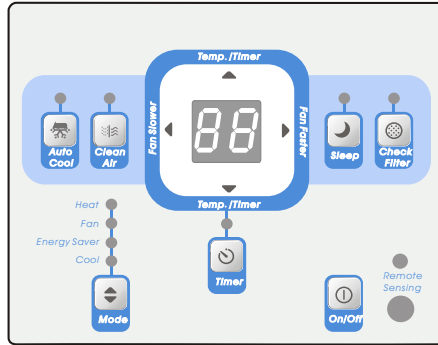 Temp./Timer
Fan Slower
88
Fan Faster
Auto
Cool
Clean
Air
Sleep
Check
Filter
Temp./Timer
Heat
Fan
Energy Saver
Cool
Mode
Timer
On/Off
Remote
Sensing